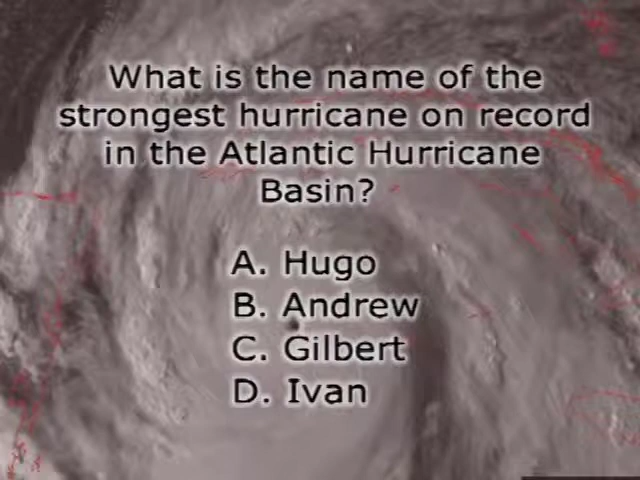 What is the name of the
strongest hurricane on record
in the Atlantic Hurricane
Basin?
A. Hugo
B. Andrew
C. Gilbert
D. Ivan